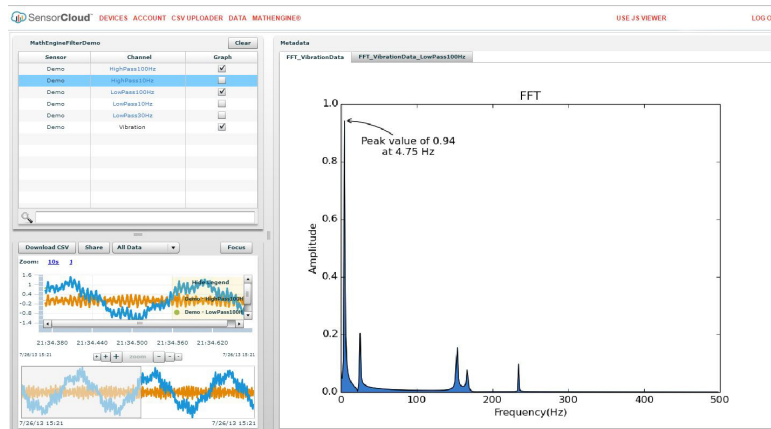 SensorCloud™ DEVICES ACCOUNT CSV UPLOADER DATA MATHENGINE® USE JS VIEWER LOG O
MathEngineFilterDemo Clear
Sensor Channel Graph
Demo HighPass100Hz
Demo HighPass10Hz
Demo LowPass100Hz
Demo LowPass10Hz
Demo LowPass30Hz
Demo Vibration
Download CSV Share All Data Focus
Zoom: 10s 1
1.6
1
0.4
-0.2
-0.8
-1.4
Hide Legend
Demo - HighPass100H
Demo - LowPass100H
21:34.380 21:34.440 21:34.500 21:34.560 21:34.620
7/26/13 15:21 + + + - - - 7/26/13 15:21
7/26/13 15:21 7/26/13 15:21
Metadata
FFT_VibrationData FFT_VibrationData_LowPass100Hz
FFT
Peak value of 0.94
at 4.75 Hz
Amplitude
1.0
0.8
0.6
0.4
0.2
0.0
0 100 200 300 400 500
Frequency(Hz)